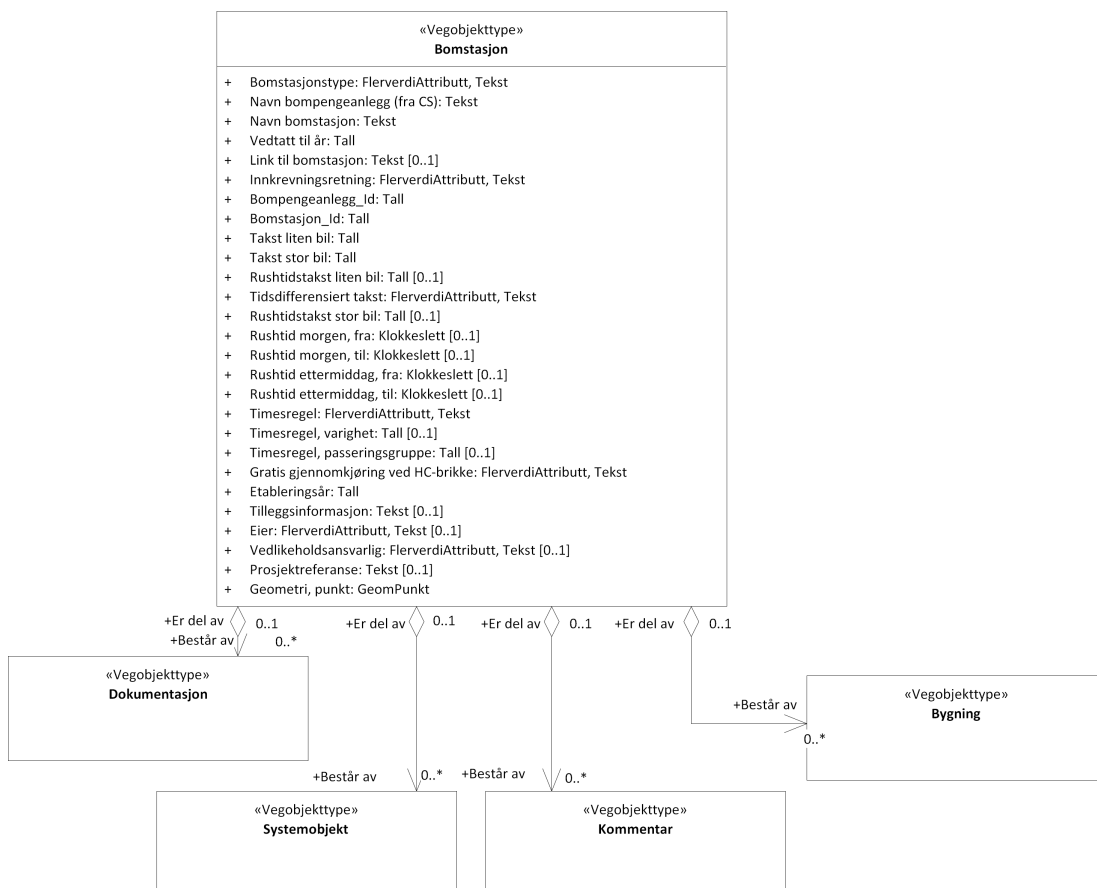 «Vegobjekttype»
Bomstasjon
+ Bomstasjonstype: FlerverdiAttributt, Tekst
+ Navn bompengeanlegg (fra CS): Tekst
+ Navn bomstasjon: Tekst
+ Vedtatt til år: Tall
+ Link til bomstasjon: Tekst [0..1]
+ Innkrevningsretning: FlerverdiAttributt, Tekst
+ Bompengeanlegg_Id: Tall
+ Bomstasjon_Id: Tall
+ Takst liten bil: Tall
+ Takst stor bil: Tall
+ Rushtidstakst liten bil: Tall [0..1]
+ Tidsdifferensiert takst: FlerverdiAttributt, Tekst
+ Rushtidstakst stor bil: Tall [0..1]
+ Rushtid morgen, fra: Klokkeslett [0..1]
+ Rushtid morgen, til: Klokkeslett [0..1]
+ Rushtid ettermiddag, fra: Klokkeslett [0..1]
+ Rushtid ettermiddag, til: Klokkeslett [0..1]
+ Timesregel: FlerverdiAttributt, Tekst
+ Timesregel, varighet: Tall [0..1]
+ Timesregel, passeringsgruppe: Tall [0..1]
+ Gratis gjennomkjøring ved HC-brikke: FlerverdiAttributt, Tekst
+ Etableringsår: Tall
+ Tilleggsinformasjon: Tekst [0..1]
+ Eier: FlerverdiAttributt, Tekst [0..1]
+ Vedlikeholdsansvarlig: FlerverdiAttributt, Tekst [0..1]
+ Prosjektreferanse: Tekst [0..1]
+ Geometri, punkt: GeomPunkt
+Er del av 0..1 +Er del av 0..1 +Er del av 0..1 +Er del av 0..1
+Består av 0..*
«Vegobjekttype»
Dokumentasjon
«Vegobjekttype»
Bygning
+Består av
0..*
+Består av 0..* +Består av 0..*
«Vegobjekttype»
Systemobjekt
«Vegobjekttype»
Kommentar